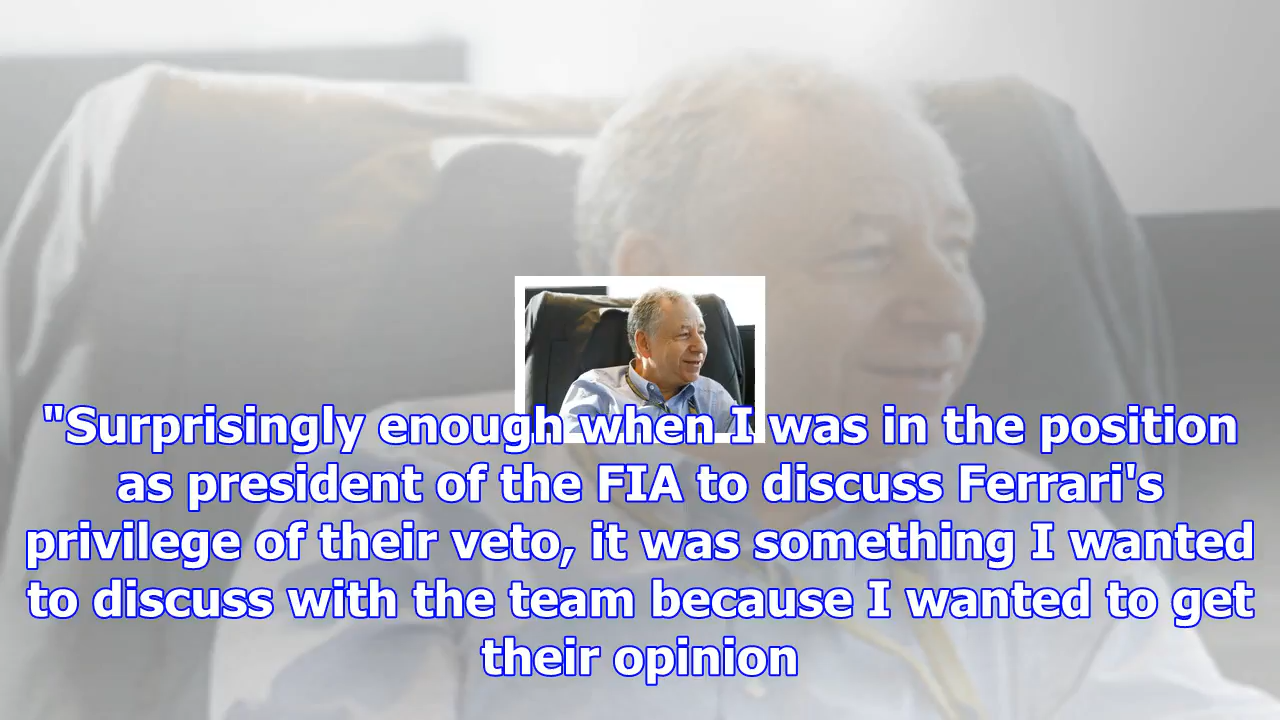 "Surprisingly enough when I was in the position
as president of the FIA to discuss Ferrari's
privilege of their veto, it was something I wanted
to discuss with the team because I wanted to get
their opinion